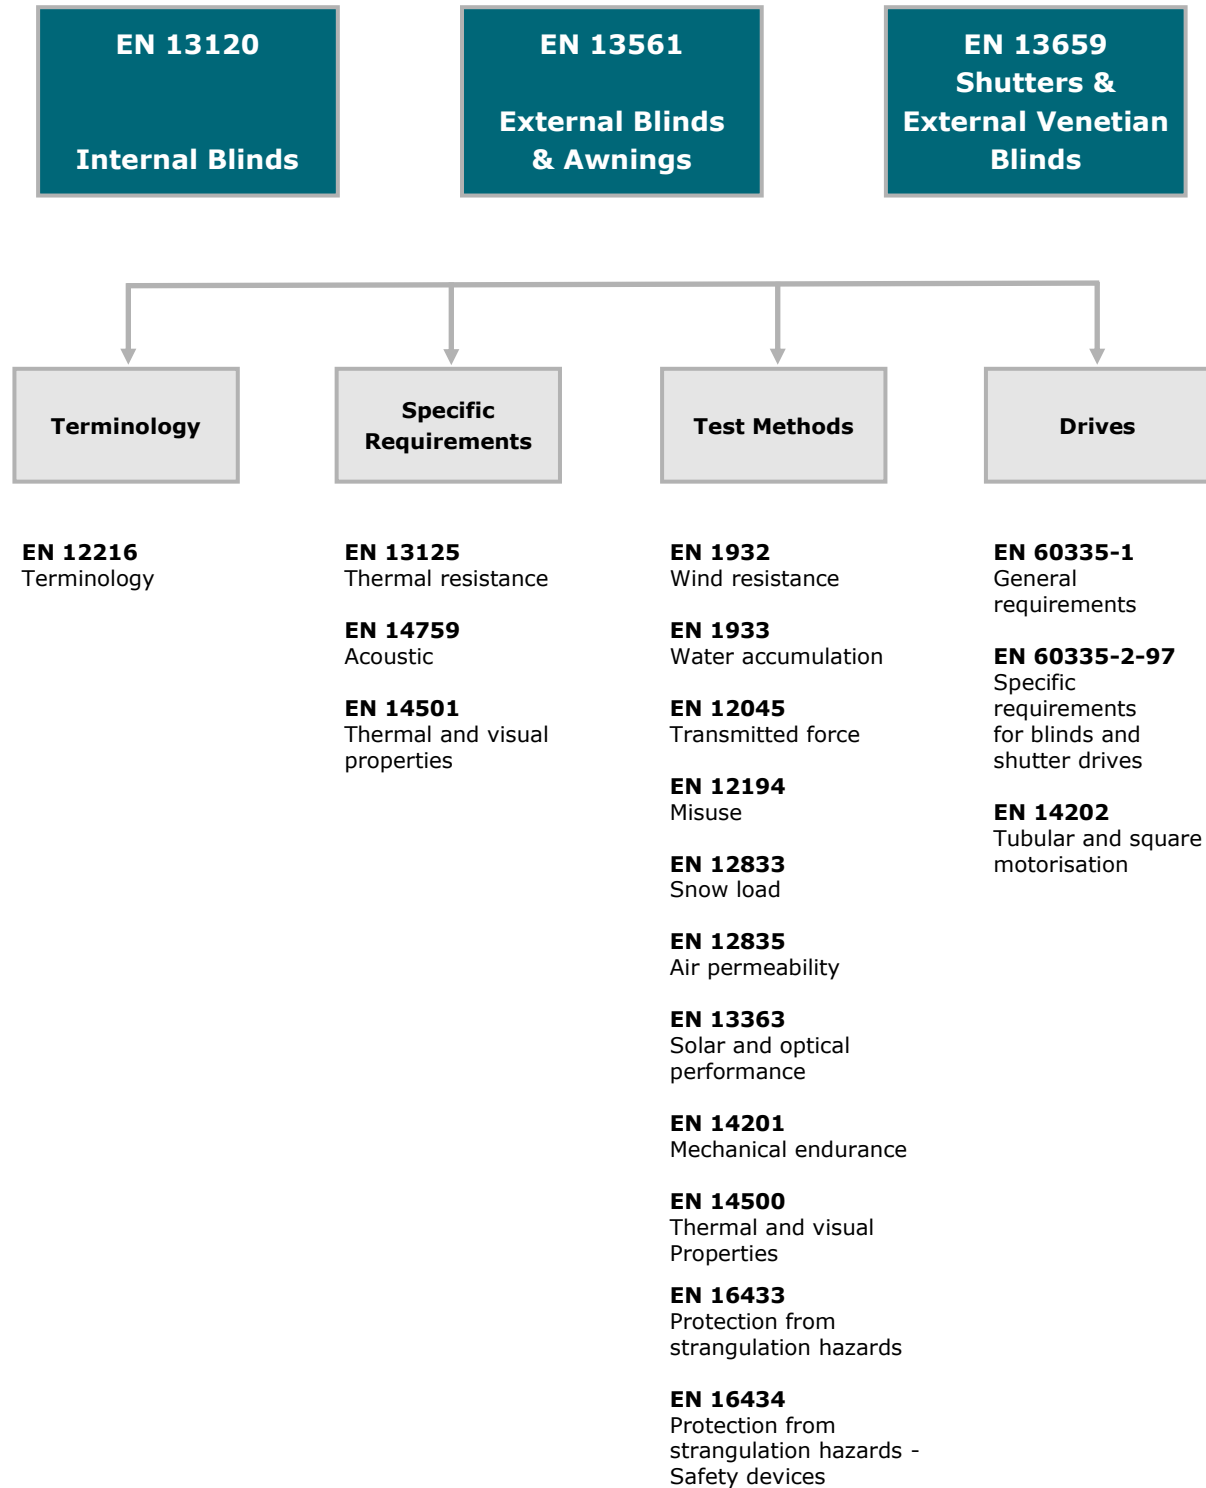 EN 13120
Internal Blinds
EN 13561
External Blinds
& Awnings
EN 13659
Shutters &
External Venetian
Blinds
Terminology
Specific
Requirements
Test Methods
Drives
EN 12216
Terminology
EN 13125
Thermal resistance
EN 14759
Acoustic
EN 14501
Thermal and visual
properties
EN 1932
Wind resistance
EN 1933
Water accumulation
EN 12045
Transmitted force
EN 12194
Misuse
EN 12833
Snow load
EN 12835
Air permeability
EN 13363
Solar and optical
performance
EN 14201
Mechanical endurance
EN 14500
Thermal and visual
Properties
EN 16433
Protection from
strangulation hazards
EN 16434
Protection from
strangulation hazards -
Safety devices
EN 60335-1
General
requirements
EN 60335-2-97
Specific
requirements
for blinds and
shutter drives
EN 14202
Tubular and square
motorisation